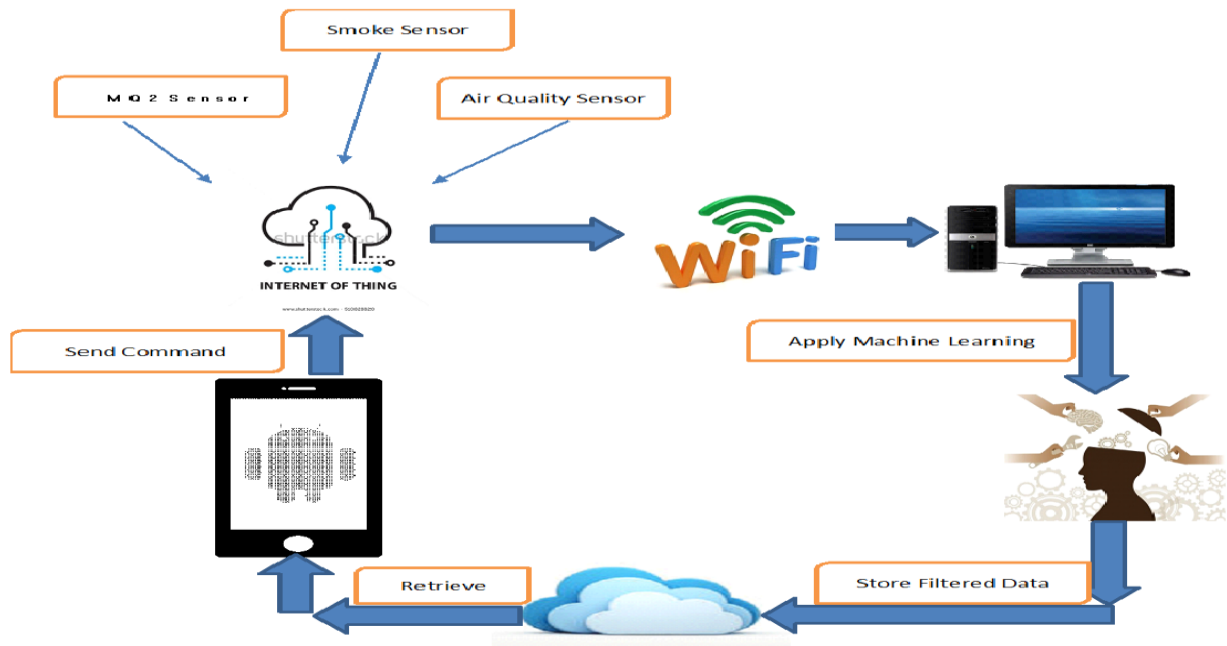 Smoke Sensor
MQ2 Sensor
Air Quality Sensor
shutterstock
WiFi
INTERNET OF THING
Send Command
Apply Machine Learning
Retrieve
Store Filtered Data